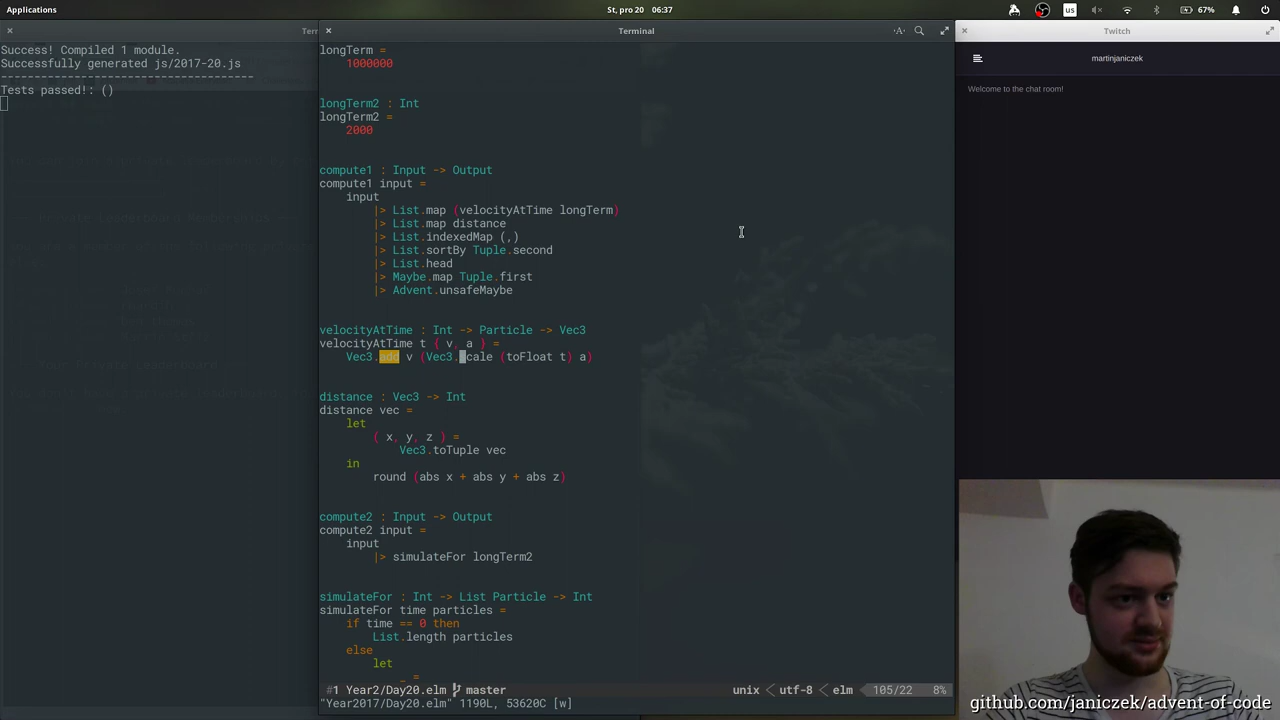 Applications
St, pro 20 06:37
us
67%
Success! Compiled 1 module.
Successfully generated js/2017-20.js
--------------------------------------
Tests passed!: ()
Terminal
longTerm =
1000000
longTerm2 : Int
longTerm2 =
2000
compute1 : Input -> Output
compute1 input =
input
|> List.map (velocityAtTime longTerm)
|> List.map distance
|> List.indexedMap (,)
|> List.sortBy Tuple.second
|> List.head
|> Maybe.map Tuple.first
|> Advent.unsafeMaybe
velocityAtTime : Int -> Particle -> Vec3
velocityAtTime t { v, a } =
Vec3.add v (Vec3.scale (toFloat t) a)
distance : Vec3 -> Int
distance vec =
let
( x, y, z ) =
Vec3.toTuple vec
in
round (abs x + abs y + abs z)
compute2 : Input -> Output
compute2 input =
input
|> simulateFor longTerm2
simulateFor : Int -> List Particle -> Int
simulateFor time particles =
if time == 0 then
List.length particles
else
let
_ =
#1 Year2/Day20.elm master unix < utf-8 < elm 105/22 8%
"Year2017/Day20.elm" 1190L, 53620C [w]
Twitch
martinjaniczek
Welcome to the chat room!
github.com/janiczek/advent-of-code